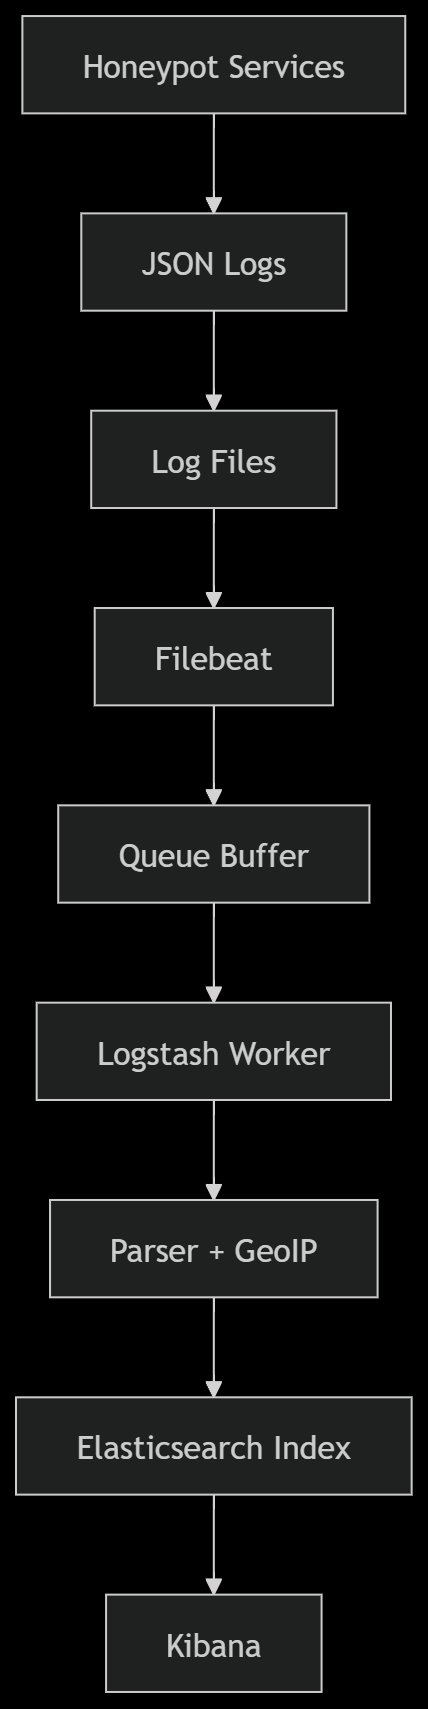 Honeypot Services
JSON Logs
Log Files
Filebeat
Queue Buffer
Logstash Worker
Parser + GeoIP
Elasticsearch Index
Kibana